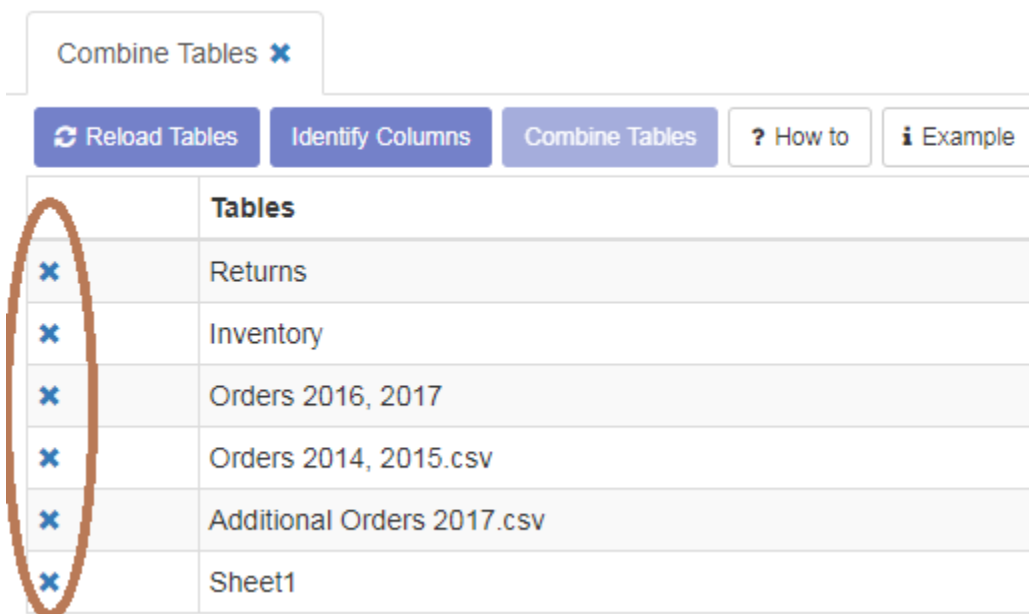 Combine Tables
Reload Tables Identify Columns Combine Tables ? How to i Example
Tables
Returns
Inventory
Orders 2016, 2017
Orders 2014, 2015.csv
Additional Orders 2017.csv
Sheet1